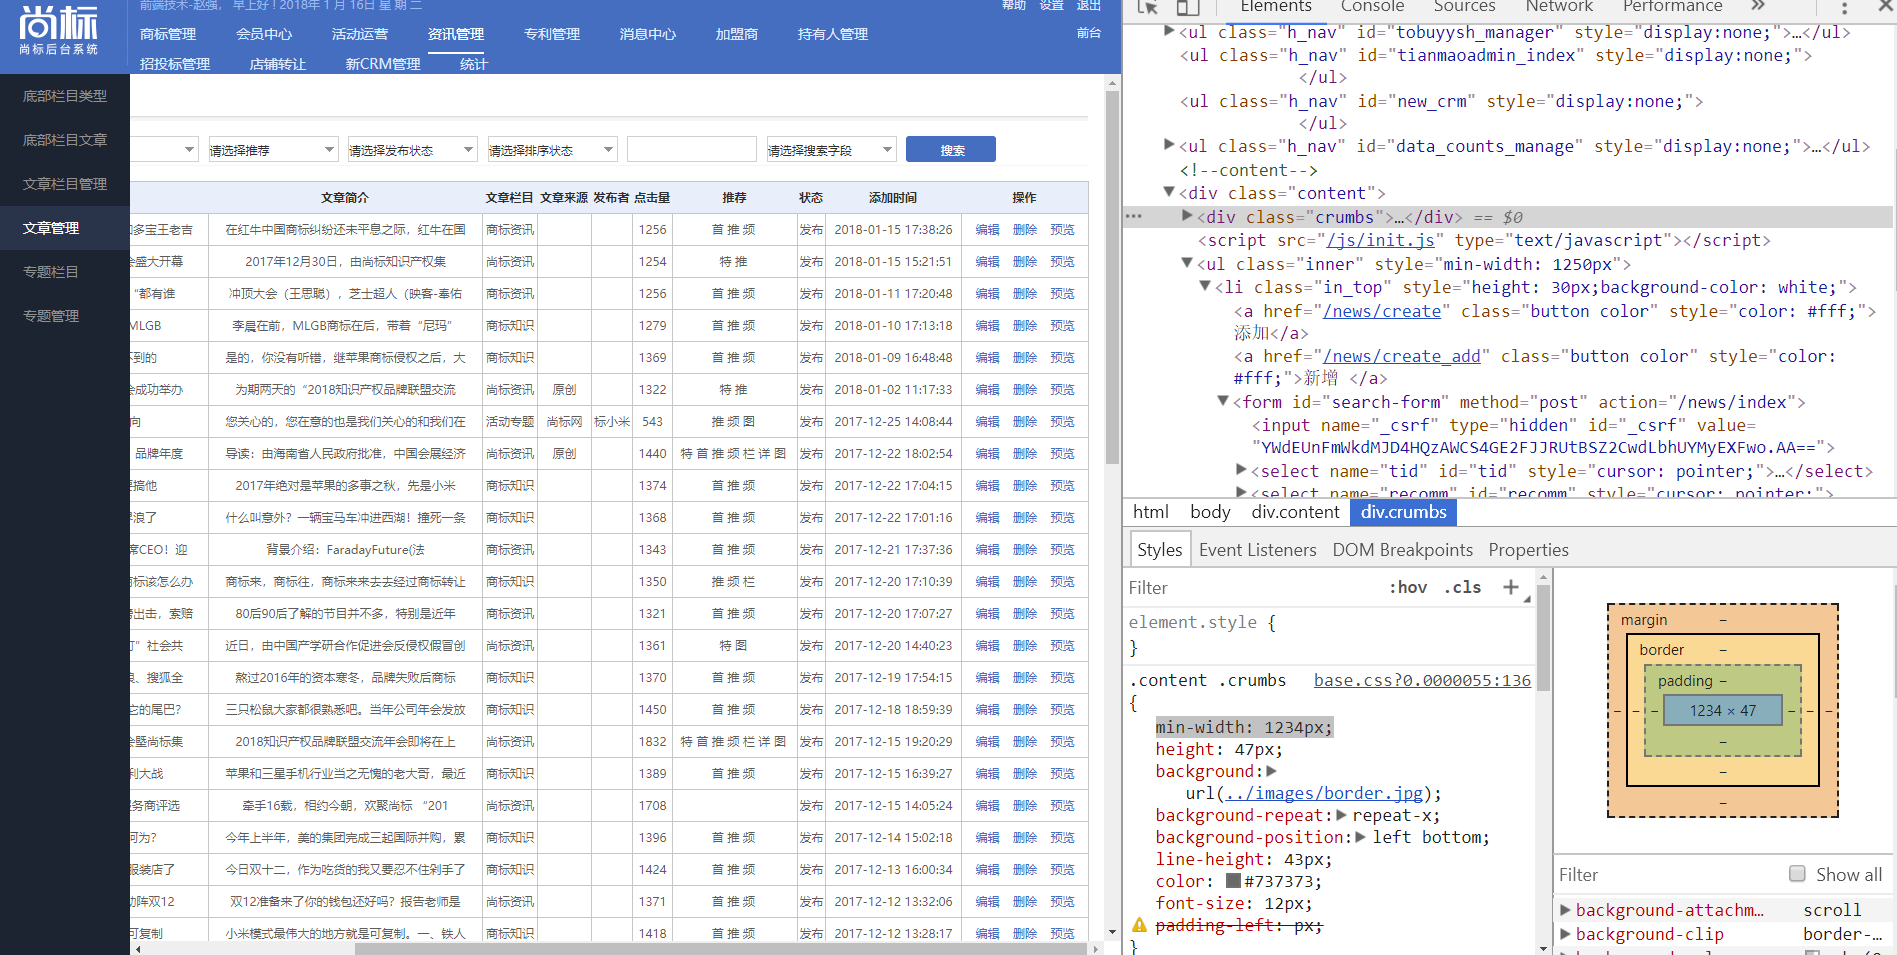 尚标
尚标后台系统
前端技术-赵强， 早上好！2018年 1 月 16日 星 期 二
帮助 设置 退出
商标管理 会员中心 活动运营 资讯管理 专利管理 消息中心 加盟商 持有人管理 前台
招投标管理 店铺转让 新CRM管理 统计
底部栏目类型
底部栏目文章
文章栏目管理
文章管理
专题栏目
专题管理
请选择推荐 请选择发布状态 请选择排序状态 请选择搜索字段 搜索
文章简介 文章栏目 文章来源 发布者 点击量 推荐 状态 添加时间 操作
多宝王老吉 在红牛中国商标纠纷还未平息之际，红牛在国 商标资讯 1256 首 推 频 发布 2018-01-15 17:38:26 编辑 删除 预览
盛大开幕 2017年12月30日，由尚标知识产权集 尚标资讯 1254 特 推 发布 2018-01-15 15:21:51 编辑 删除 预览
“都有谁 冲顶大会（王思聪），芝士超人（映客-奉佑 商标资讯 1256 首 推 频 发布 2018-01-11 17:20:48 编辑 删除 预览
MLGB 李晨在前，MLGB商标在后，带着“尼玛” 商标知识 1279 首 推 频 发布 2018-01-10 17:13:18 编辑 删除 预览
不到的 是的，你没有听错，继苹果商标侵权之后，大 商标知识 1369 首 推 频 发布 2018-01-09 16:48:48 编辑 删除 预览
会成功举办 为期两天的“2018知识产权品牌联盟交流 尚标资讯 原创 1322 特 推 发布 2018-01-02 11:17:33 编辑 删除 预览
向 您关心的，您在意的也是我们关心的和我们在 活动专题 尚标网 标小米 543 推 频 图 发布 2017-12-25 14:08:44 编辑 删除 预览
品牌年度 导读：由海南省人民政府批准，中国会展经济 尚标资讯 原创 1440 特 首 推 频 栏 详 图 发布 2017-12-22 18:02:54 编辑 删除 预览
要搞他 2017年绝对是苹果的多事之秋，先是小米 商标知识 1374 首 推 频 发布 2017-12-22 17:04:15 编辑 删除 预览
浪了 什么叫意外？一辆宝马车冲进西湖！撞死一条 商标知识 1368 首 推 频 发布 2017-12-22 17:01:16 编辑 删除 预览
席CEO！迎 背景介绍：FaradayFuture(法 商标资讯 1343 首 推 频 发布 2017-12-21 17:37:36 编辑 删除 预览
标该怎么办 商标来，商标往，商标来来去去经过商标转让 商标知识 1350 推 频 栏 发布 2017-12-20 17:10:39 编辑 删除 预览
出击，索赔 80后90后了解的节目并不多，特别是近年 商标资讯 1321 首 推 频 发布 2017-12-20 17:07:27 编辑 删除 预览
”社会共 近日，由中国产学研合作促进会反侵权假冒创 尚标资讯 1361 特 图 发布 2017-12-20 14:40:23 编辑 删除 预览
、搜狐全 熬过2016年的资本寒冬，品牌失败后商标 商标知识 1370 首 推 频 发布 2017-12-19 17:54:15 编辑 删除 预览
它的尾巴？ 三只松鼠大家都很熟悉吧。当年公司年会发放 商标知识 1450 首 推 频 发布 2017-12-18 18:59:39 编辑 删除 预览
会暨尚标集 2018知识产权品牌联盟交流年会即将在上 尚标资讯 1832 特 首 推 频 栏 详 图 发布 2017-12-15 19:20:29 编辑 删除 预览
利大战 苹果和三星手机行业当之无愧的老大哥，最近 商标知识 1389 首 推 频 发布 2017-12-15 16:39:27 编辑 删除 预览
务商评选 牵手16载，相约今朝，欢聚尚标 “201 尚标资讯 1708 发布 2017-12-15 14:05:24 编辑 删除 预览
何为？ 今年上半年，美的集团完成三起国际并购，累 商标知识 1396 首 推 频 发布 2017-12-14 15:02:18 编辑 删除 预览
服装店了 今日双十二，作为吃货的我又要忍不住剁手了 商标知识 1424 首 推 频 发布 2017-12-13 16:00:34 编辑 删除 预览
助阵双12 双12准备来了你的钱包还好吗？报告老师是 商标资讯 1371 首 推 频 发布 2017-12-12 13:32:06 编辑 删除 预览
可复制 小米模式最伟大的地方就是可复制。一、铁人 商标知识 1418 首 推 频 发布 2017-12-12 13:28:17 编辑 删除 预览
Elements Console Sources Network Performance »
<ul class="h_nav" id="tobuyysh_manager" style="display:none;">…</ul>
<ul class="h_nav" id="tianmaoadmin_index" style="display:none;">
</ul>
<ul class="h_nav" id="new_crm" style="display:none;">
</ul>
<ul class="h_nav" id="data_counts_manage" style="display:none;">…</ul>
<!--content-->
<div class="content">
<div class="crumbs">…</div> == $0
<script src="/js/init.js" type="text/javascript"></script>
<ul class="inner" style="min-width: 1250px">
<li class="in_top" style="height: 30px;background-color: white;">
<a href="/news/create" class="button color" style="color: #fff;">
添加</a>
<a href="/news/create_add" class="button color" style="color:
#fff;">新增 </a>
<form id="search-form" method="post" action="/news/index">
<input name="_csrf" type="hidden" id="_csrf" value=
"YWdEUnFmWkdMJD4HQzAWCS4GE2FJJRUtBSZ2CwdLbhUYMyEXFwo.AA==">
<select name="tid" id="tid" style="cursor: pointer;">…</select>
<select name="recomm" id="recomm" style="cursor: pointer;">
html body div.content div.crumbs
Styles Event Listeners DOM Breakpoints Properties
Filter :hov .cls +
element.style {
}
.content .crumbs base.css?0.0000055:136
{
min-width: 1234px;
height: 47px;
background:
url(../images/border.jpg);
background-repeat: repeat-x;
background-position: left bottom;
line-height: 43px;
color: #737373;
font-size: 12px;
padding-left: px;
}
margin –
border –
padding –
– – – 1234 × 47 – – –
–
–
–
Filter Show all
background-attachm… scroll
background-clip border-…